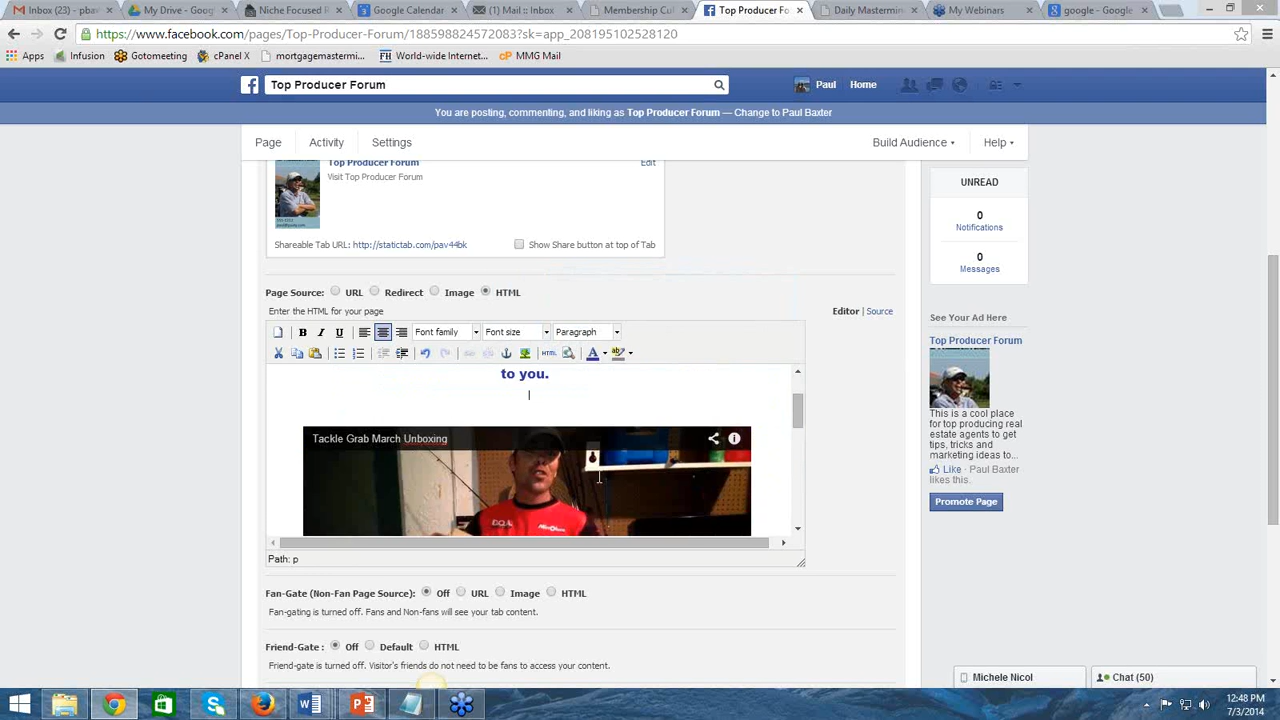 Inbox (23) - pbax
My Drive - Goog
Niche Focused R
Google Calendar
(1) Mail :: Inbox
Membership Cul
Top Producer Fo
Daily Mastermin
My Webinars
google - Google
https://www.facebook.com/pages/Top-Producer-Forum/188598824572083?sk=app_208195102528120
Apps Infusion Gotomeeting cPanel X mortgagemastermi... World-wide Internet... MMG Mail
Top Producer Forum
Paul Home
You are posting, commenting, and liking as Top Producer Forum — Change to Paul Baxter
Page Activity Settings Build Audience Help
Top Producer Forum Edit
Visit Top Producer Forum
Shareable Tab URL: http://statictab.com/pav44bk Show Share button at top of Tab
UNREAD
0
Notifications
0
Messages
Page Source: URL Redirect Image HTML
Enter the HTML for your page Editor | Source
B I U Font family Font size Paragraph
HTML A
to you.
Tackle Grab March Unboxing
Path: p
See Your Ad Here
Top Producer Forum
This is a cool place
for top producing real
estate agents to get
tips, tricks and
marketing ideas to...
Like · Paul Baxter
likes this.
Promote Page
Fan-Gate (Non-Fan Page Source): Off URL Image HTML
Fan-gating is turned off. Fans and Non-fans will see your tab content.
Friend-Gate : Off Default HTML
Friend-gate is turned off. Visitor's friends do not need to be fans to access your content.
Michele Nicol
Chat (50)
12:48 PM
7/3/2014